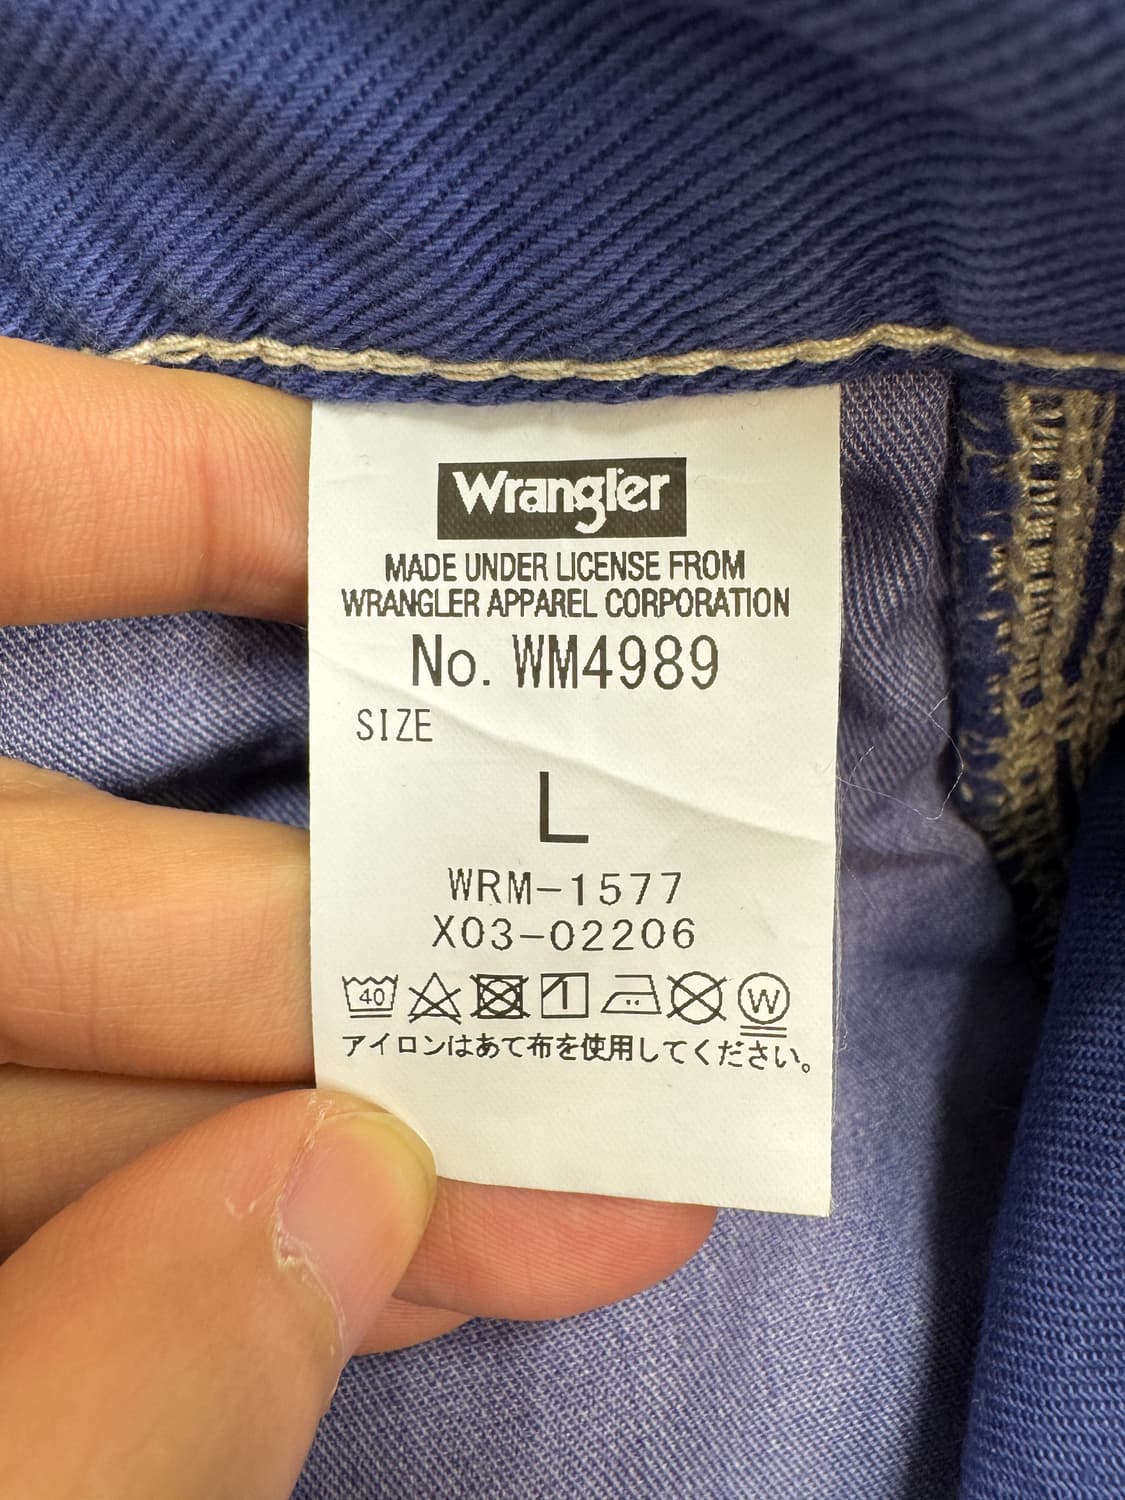 Wrangler
MADE UNDER LICENSE FROM
WRANGLER APPAREL CORPORATION
No. WM4989
SIZE
L
WRM-1577
X03-02206
40 1 W
アイロンはあて布を使用してください。